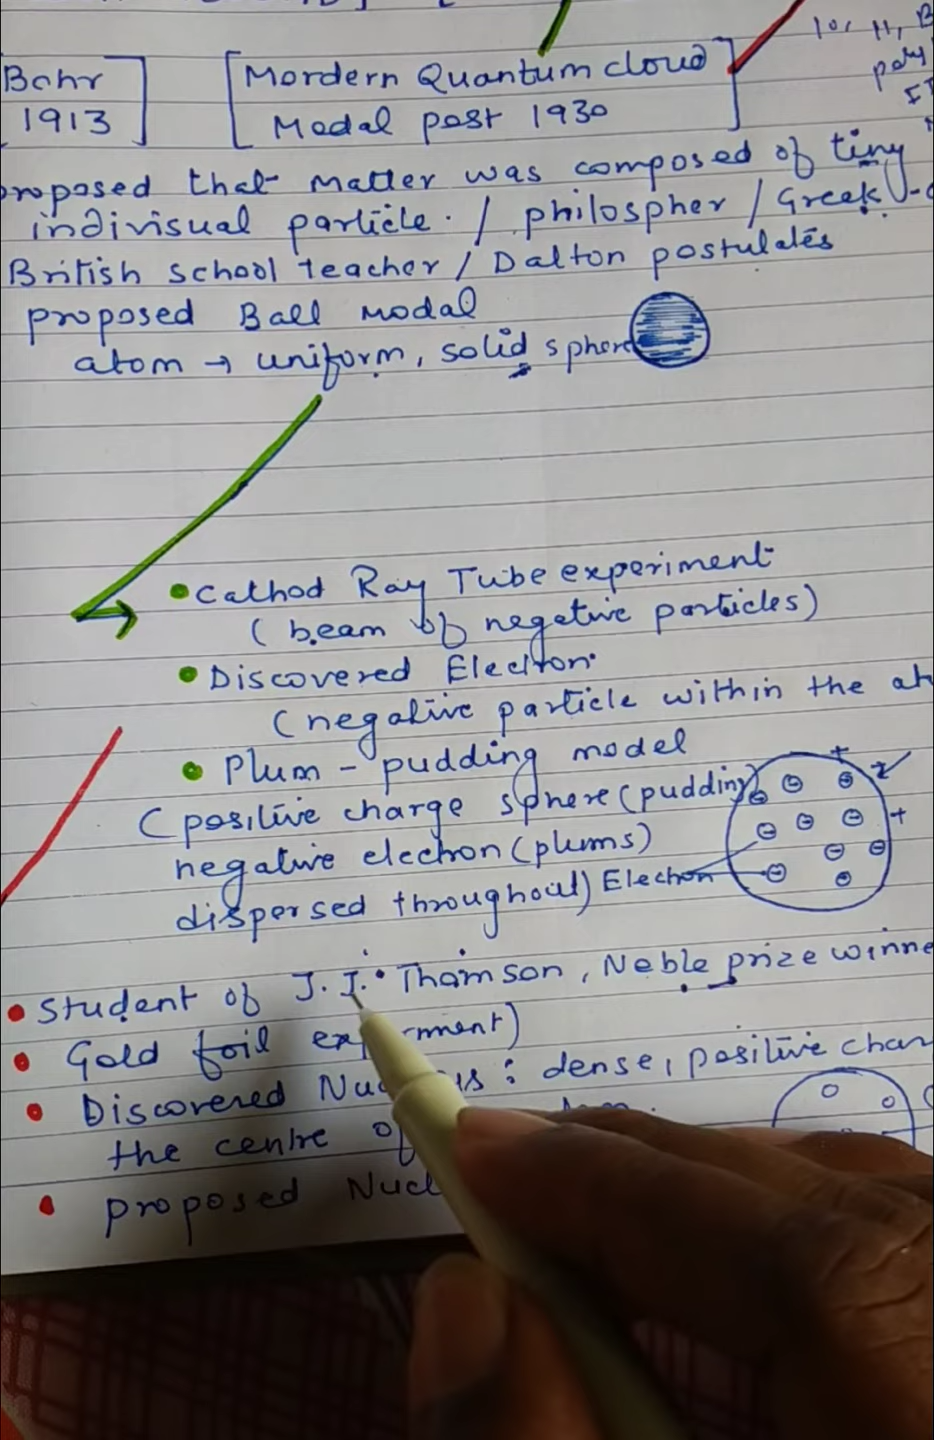 Bohr [Mordern Quantum cloud
1913 Modal post 1930]
proposed that matter was composed of tiny
indivisual particle. / philospher / Greek
British school teacher / Dalton postulates
proposed Ball Modal
atom → uniform, solid sphere
• Cathod Ray Tube experiment
(beam of negative particles)
• Discovered Electron.
(negative particle within the
• Plum - pudding model
(positive charge sphere (pudding)
negative electron (plums)
dispersed throughout) Electron
• Student of J. J. Thamson, Neble prize
• Gold foil
• Discovered : dense, positive
the centre
• proposed